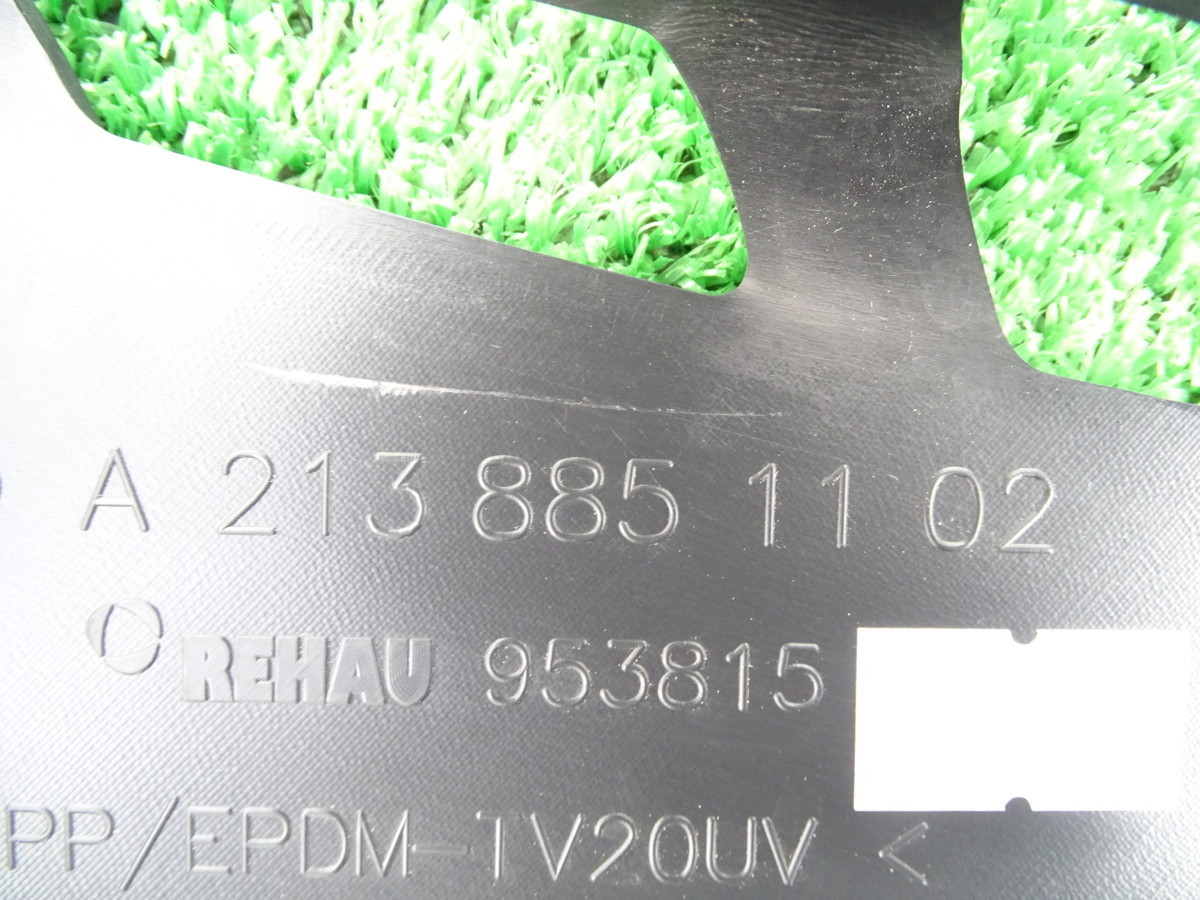 A 213 885 11 02
REHAU 953815
PP/EPDM-TV20UV <